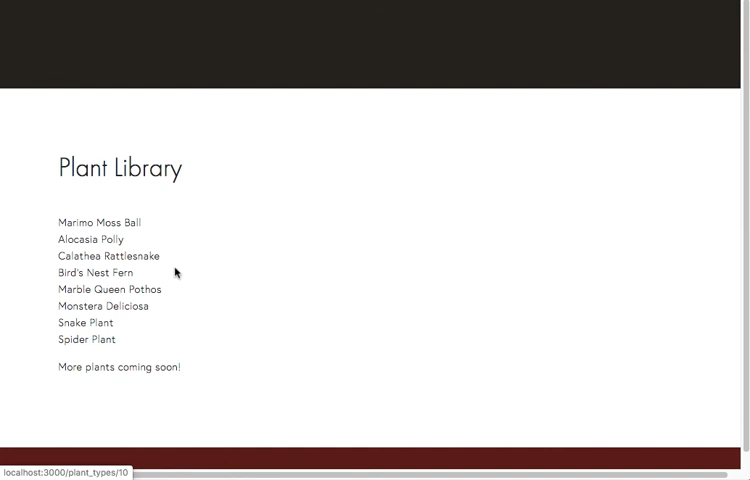 Plant Library
Marimo Moss Ball
Alocasia Polly
Calathea Rattlesnake
Bird's Nest Fern
Marble Queen Pothos
Monstera Deliciosa
Snake Plant
Spider Plant
More plants coming soon!
localhost:3000/plant_types/10